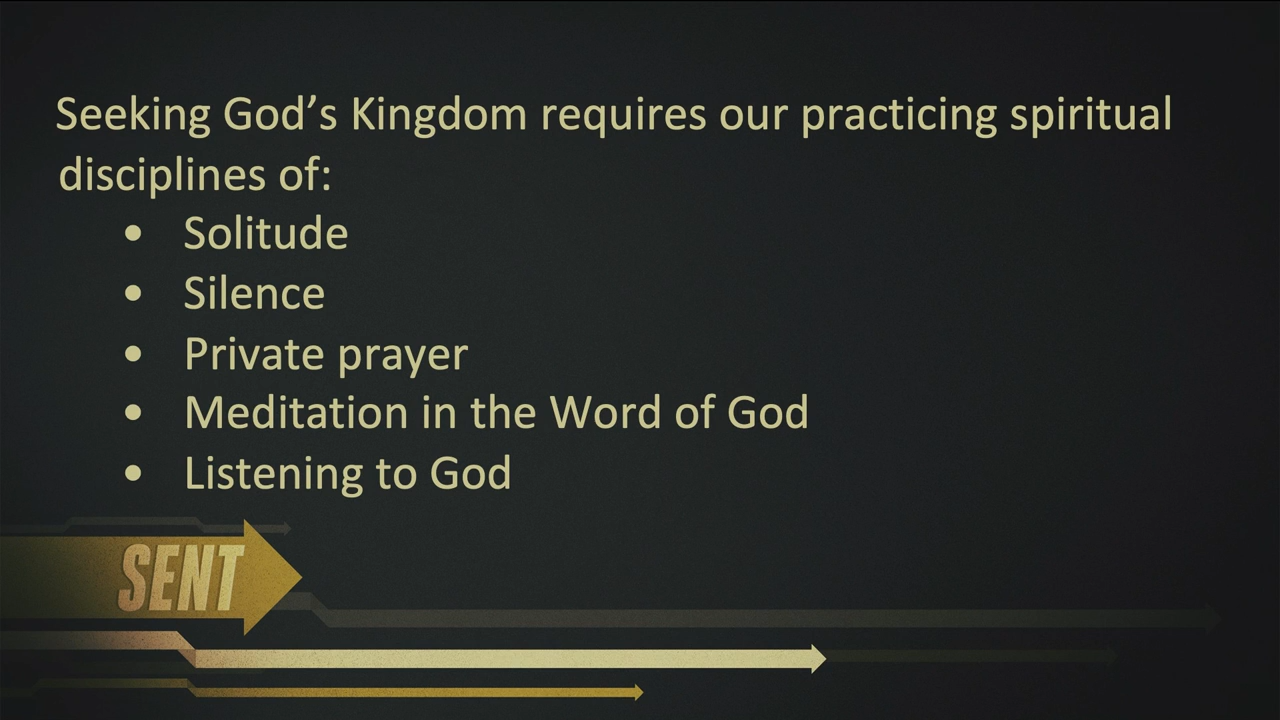 Seeking God’s Kingdom requires our practicing spiritual
disciplines of:
• Solitude
• Silence
• Private prayer
• Meditation in the Word of God
• Listening to God
SENT